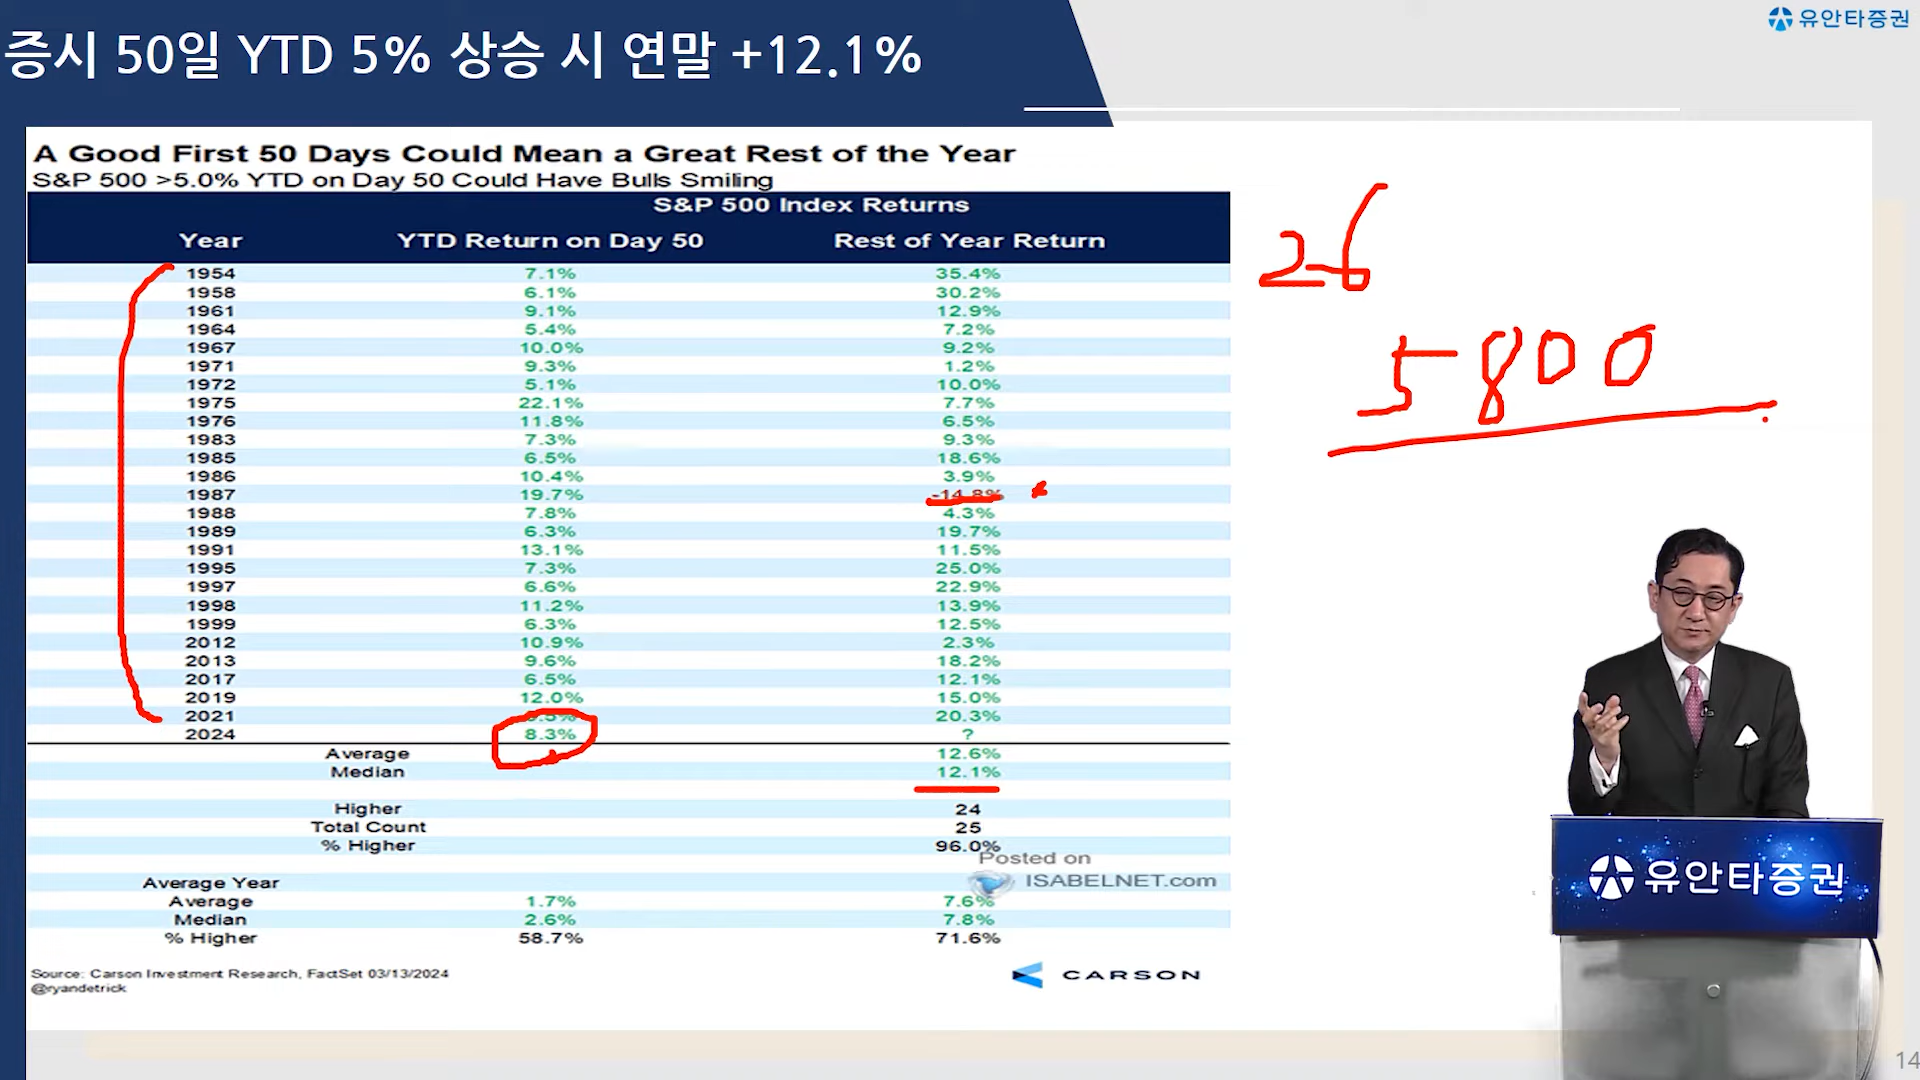 유안타증권
증시 50일 YTD 5% 상승 시 연말 +12.1%
A Good First 50 Days Could Mean a Great Rest of the Year
S&P 500 >5.0% YTD on Day 50 Could Have Bulls Smiling
S&P 500 Index Returns
Year YTD Return on Day 50 Rest of Year Return
1954 7.1% 35.4%
1958 6.1% 30.2%
1961 9.1% 12.9%
1964 5.4% 7.2%
1967 10.0% 9.2%
1971 9.3% 1.2%
1972 5.1% 10.0%
1975 22.1% 7.7%
1976 11.8% 6.5%
1983 7.3% 9.3%
1985 6.5% 18.6%
1986 10.4% 3.9%
1987 19.7% -14.8%
1988 7.8% 4.3%
1989 6.3% 19.7%
1991 13.1% 11.5%
1995 7.3% 25.0%
1997 6.6% 22.9%
1998 11.2% 13.9%
1999 6.3% 12.5%
2012 10.9% 2.3%
2013 9.6% 18.2%
2017 6.5% 12.1%
2019 12.0% 15.0%
2021 20.3%
2024 8.3% ?
Average 12.6%
Median 12.1%
Higher 24
Total Count 25
% Higher 96.0%
Posted on
ISABELNET.com
Average Year
Average 1.7% 7.6%
Median 2.6% 7.8%
% Higher 58.7% 71.6%
Source: Carson Investment Research, FactSet 03/13/2024
@ryandetrick
CARSON
26
5800
유안타증권
14